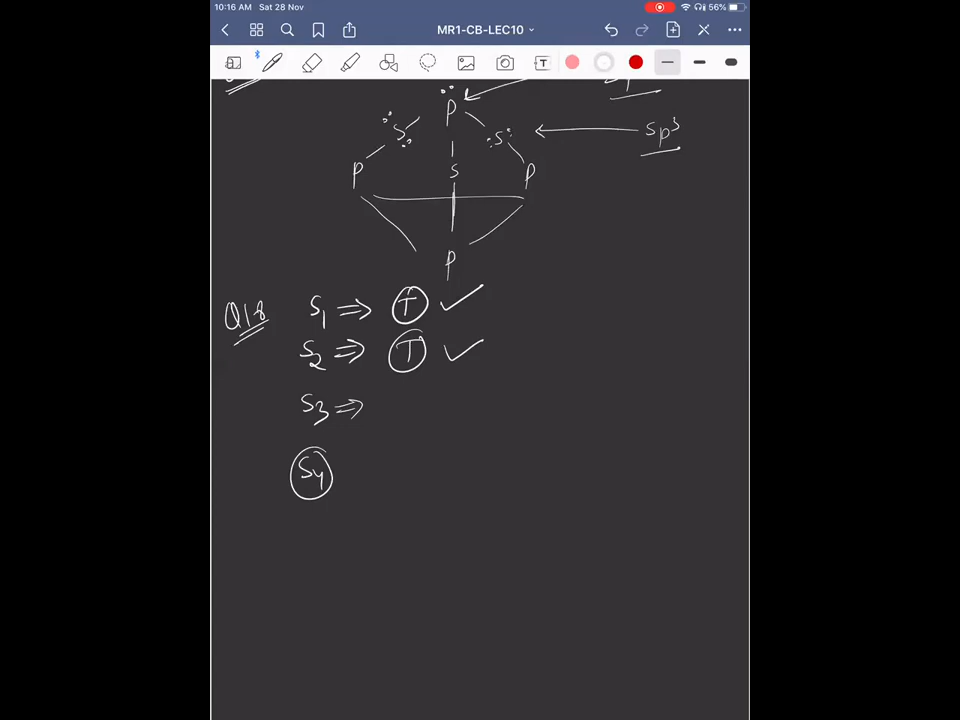 10:16 AM Sat 28 Nov 56%
MR1-CB-LEC10
T
P
S S sp³
P S P
P
Q18 S₁ ⇒ T ✓
S₂ ⇒ T ✓
S₃ ⇒
S₄